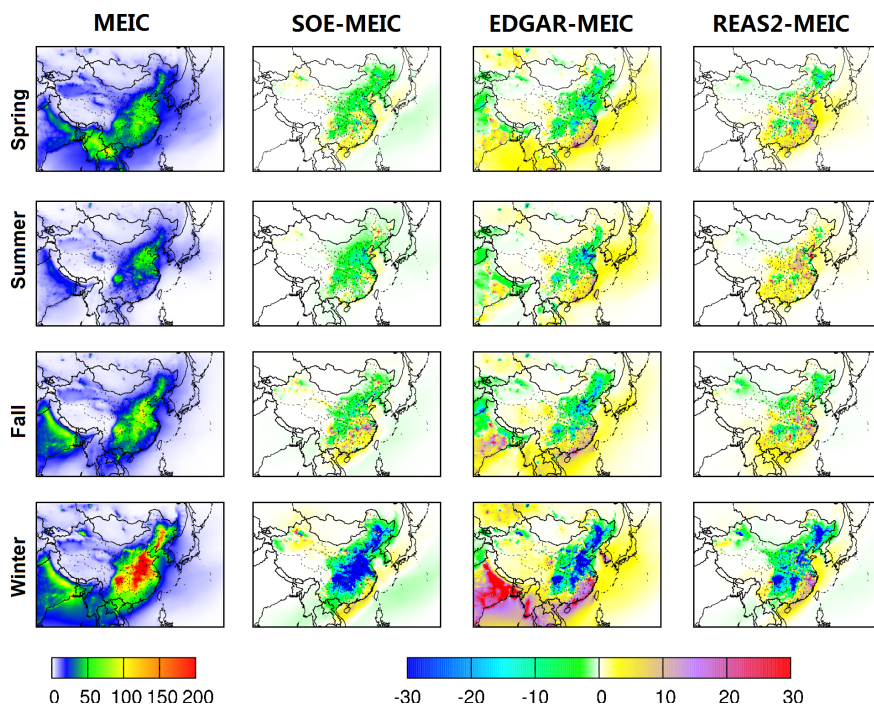 MEIC SOE-MEIC EDGAR-MEIC REAS2-MEIC
Spring
Summer
Fall
Winter
0 50 100 150 200
-30 -20 -10 0 10 20 30